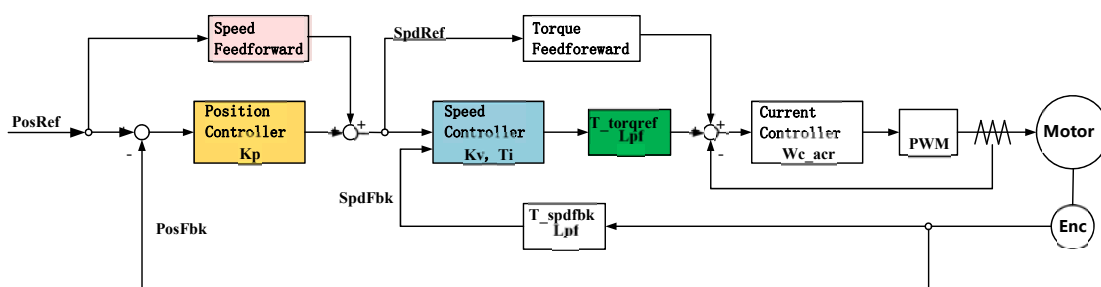 Speed
Feedforward
SpdRef
Torque
Feedforeward
PosRef
-
Position
Controller
Kp
+
Speed
Controller
Kv, Ti
T_torqref
Lpf
+
-
Current
Controller
Wc_acr
PWM
Motor
SpdFbk
PosFbk
T_spdfbk
Lpf
Enc